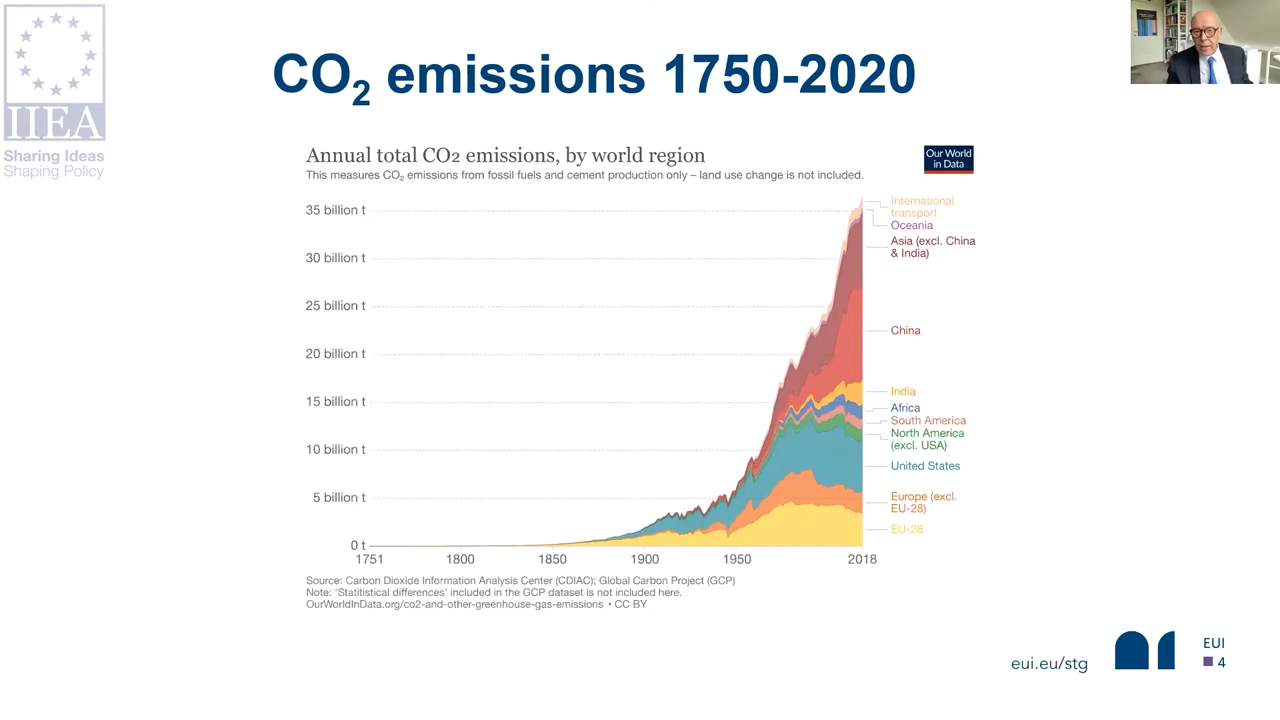 IIEA
Sharing Ideas
Shaping Policy
CO₂ emissions 1750-2020
Annual total CO2 emissions, by world region
This measures CO₂ emissions from fossil fuels and cement production only – land use change is not included.
Our World
in Data
35 billion t
30 billion t
25 billion t
20 billion t
15 billion t
10 billion t
5 billion t
0 t
1751
1800
1850
1900
1950
2018
International
transport
Oceania
Asia (excl. China
& India)
China
India
Africa
South America
North America
(excl. USA)
United States
Europe (excl.
EU-28)
EU-28
Source: Carbon Dioxide Information Analysis Center (CDIAC); Global Carbon Project (GCP)
Note: 'Statistical differences' included in the GCP dataset is not included here.
OurWorldInData.org/co2-and-other-greenhouse-gas-emissions • CC BY
eui.eu/stg
EUI
4